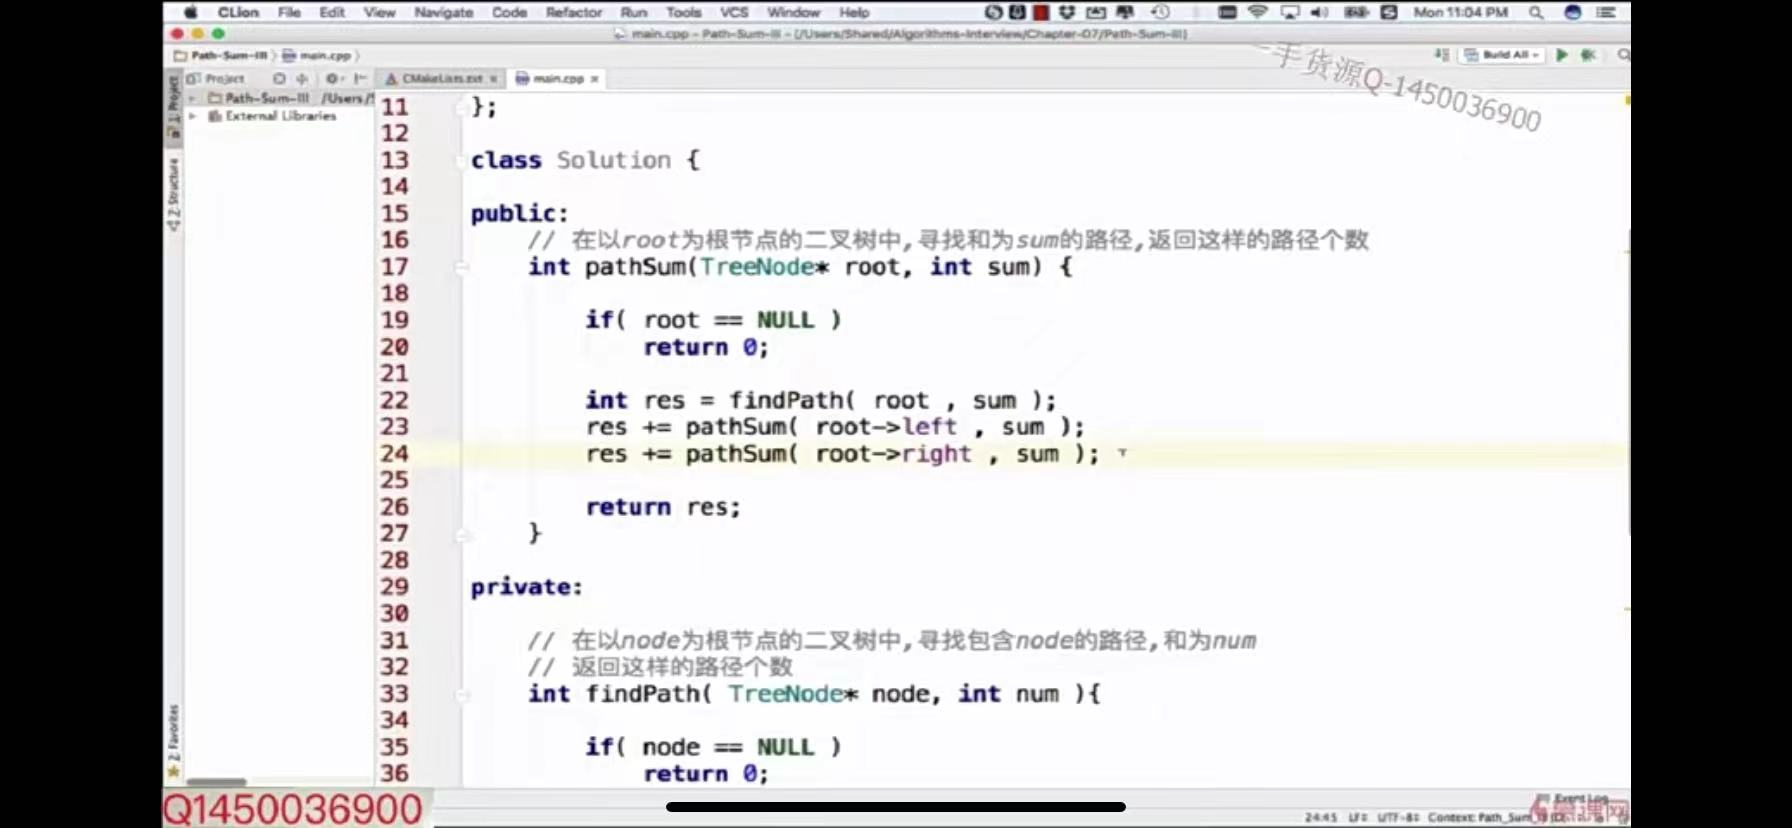 CLion File Edit View Navigate Code Refactor Run Tools VCS Window Help Mon 11:04 PM
main.cpp - Path-Sum-III - [/Users/Shared/Algorithms-Interview/Chapter-07/Path-Sum-III]
Path-Sum-III main.cpp Build All
一手货源Q-1450036900
Project CMakeLists.txt main.cpp
1: Project
Path-Sum-III /Users/
External Libraries
2: Structure
2: Favorites
11 };
12
13 class Solution {
14
15 public:
16 // 在以root为根节点的二叉树中,寻找和为sum的路径,返回这样的路径个数
17 int pathSum(TreeNode* root, int sum) {
18
19 if( root == NULL )
20 return 0;
21
22 int res = findPath( root , sum );
23 res += pathSum( root->left , sum );
24 res += pathSum( root->right , sum );
25
26 return res;
27 }
28
29 private:
30
31 // 在以node为根节点的二叉树中,寻找包含node的路径,和为num
32 // 返回这样的路径个数
33 int findPath( TreeNode* node, int num ){
34
35 if( node == NULL )
36 return 0;
Q1450036900
Event Log
慕课网
24:45 LF UTF-8 Context: Path_Sum